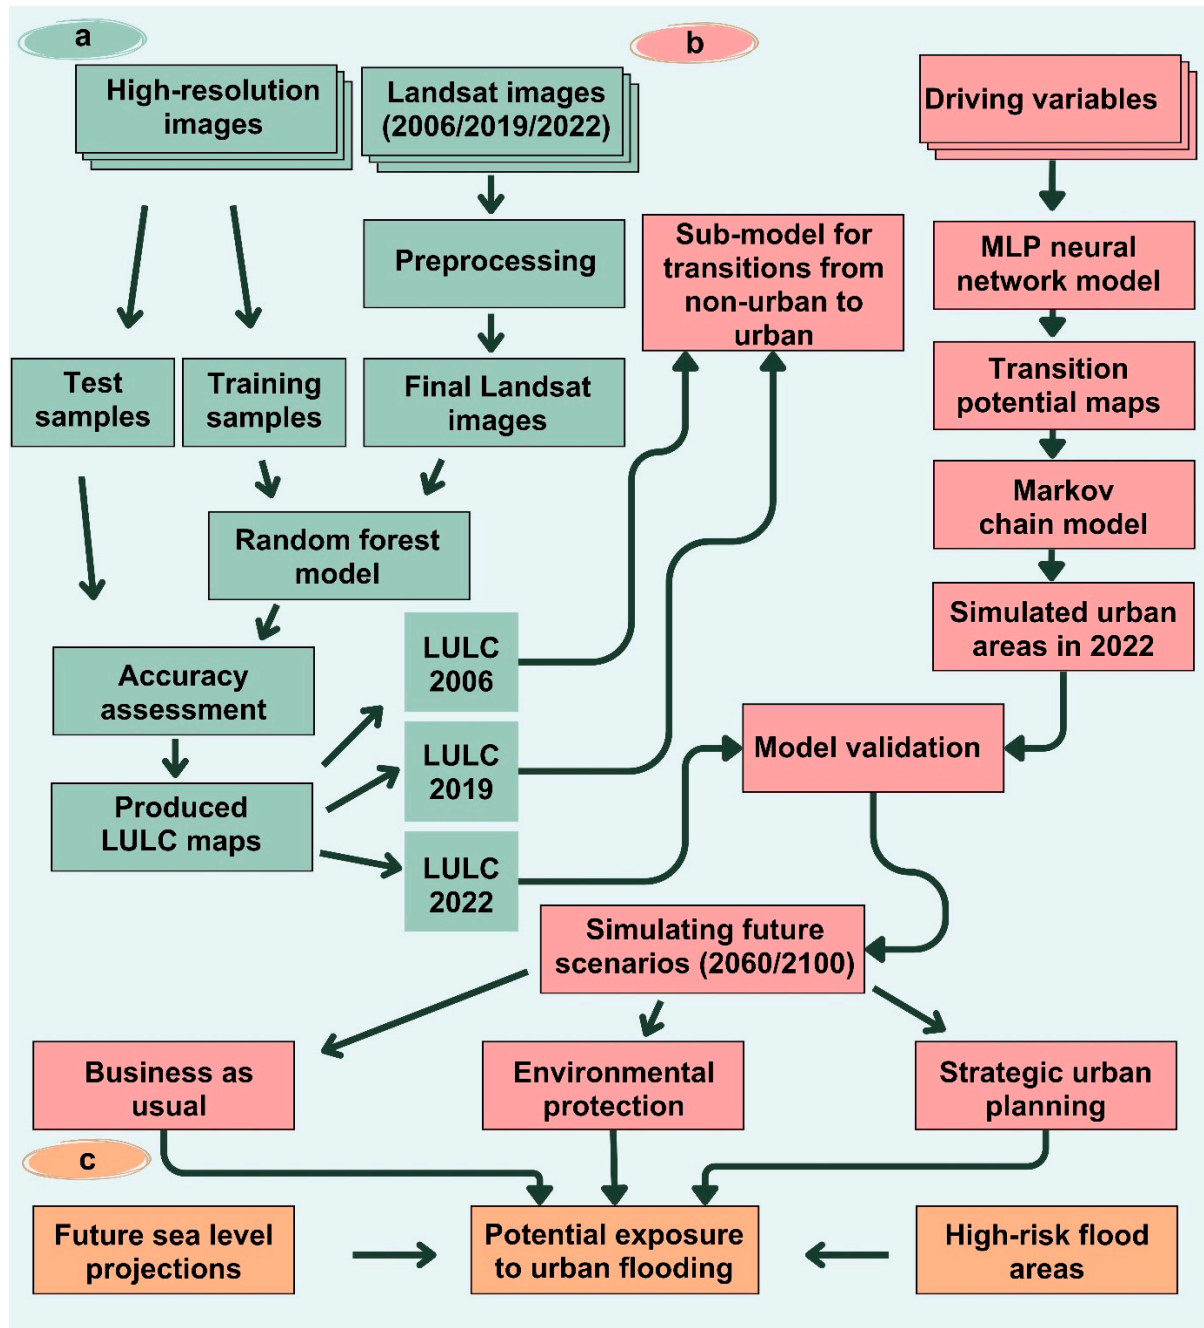 a
b
High-resolution
images
Landsat images
(2006/2019/2022)
Driving variables
Preprocessing
Sub-model for
transitions from
non-urban to
urban
MLP neural
network model
Test
samples
Training
samples
Final Landsat
images
Transition
potential maps
Random forest
model
Markov
chain model
Accuracy
assessment
LULC
2006
Simulated urban
areas in 2022
Produced
LULC maps
LULC
2019
Model validation
LULC
2022
Simulating future
scenarios (2060/2100)
Business as
usual
Environmental
protection
Strategic urban
planning
c
Future sea level
projections
Potential exposure
to urban flooding
High-risk flood
areas